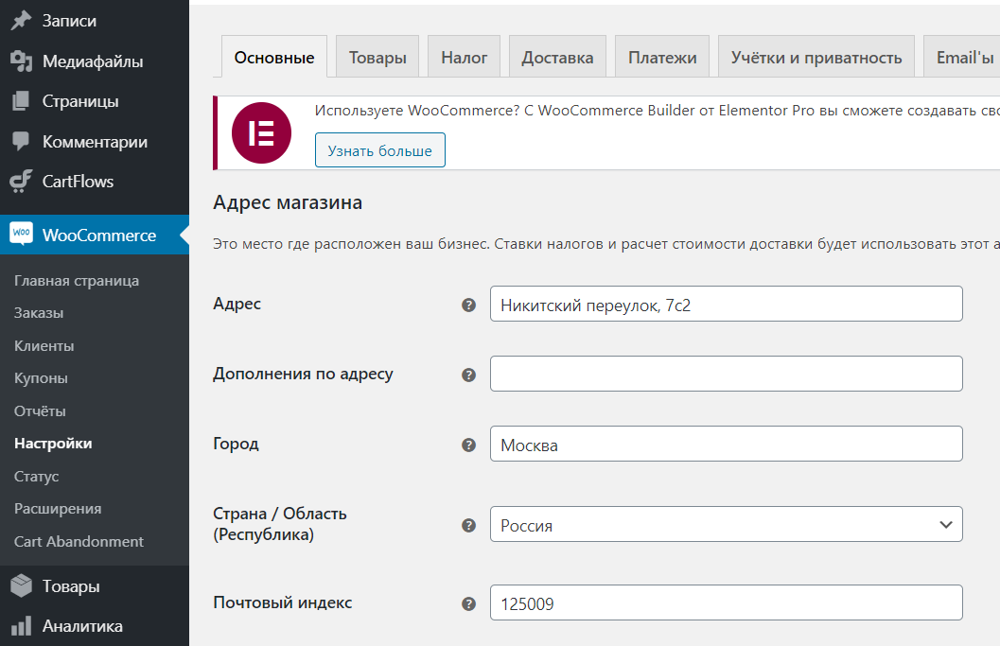 Записи
Медиафайлы
Страницы
Комментарии
CartFlows
woo WooCommerce
Главная страница
Заказы
Клиенты
Купоны
Отчёты
Настройки
Статус
Расширения
Cart Abandonment
Товары
Аналитика
Основные Товары Налог Доставка Платежи Учётки и приватность Email'ы
Используете WooCommerce? С WooCommerce Builder от Elementor Pro вы сможете создавать сво
Узнать больше
Адрес магазина
Это место где расположен ваш бизнес. Ставки налогов и расчет стоимости доставки будет использовать этот а
Адрес ? Никитский переулок, 7с2
Дополнения по адресу ?
Город ? Москва
Страна / Область
(Республика) ? Россия
Почтовый индекс ? 125009